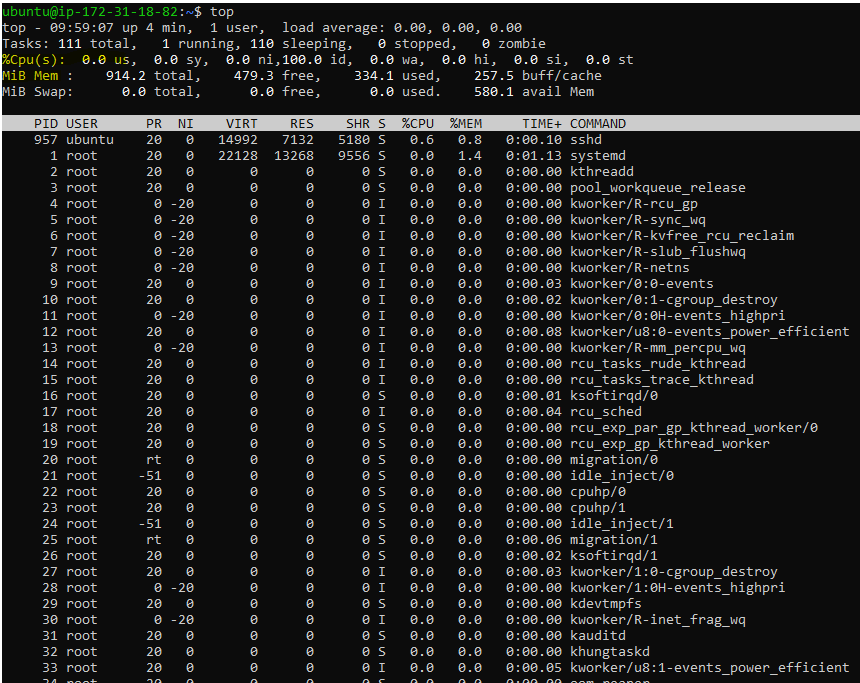 ubuntu@ip-172-31-18-82:~$ top
top - 09:59:07 up 4 min,  1 user,  load average: 0.00, 0.00, 0.00
Tasks: 111 total,   1 running, 110 sleeping,   0 stopped,   0 zombie
%Cpu(s):  0.0 us,  0.0 sy,  0.0 ni,100.0 id,  0.0 wa,  0.0 hi,  0.0 si,  0.0 st
MiB Mem :    914.2 total,    479.3 free,    334.1 used,    257.5 buff/cache
MiB Swap:      0.0 total,      0.0 free,      0.0 used.    580.1 avail Mem
PID USER      PR  NI    VIRT    RES    SHR S  %CPU  %MEM     TIME+ COMMAND
957 ubuntu    20   0   14992   7132   5180 S   0.6   0.8   0:00.10 sshd
1 root      20   0   22128  13268   9556 S   0.0   1.4   0:01.13 systemd
2 root      20   0       0      0      0 S   0.0   0.0   0:00.00 kthreadd
3 root      20   0       0      0      0 S   0.0   0.0   0:00.00 pool_workqueue_release
4 root       0 -20       0      0      0 I   0.0   0.0   0:00.00 kworker/R-rcu_gp
5 root       0 -20       0      0      0 I   0.0   0.0   0:00.00 kworker/R-sync_wq
6 root       0 -20       0      0      0 I   0.0   0.0   0:00.00 kworker/R-kvfree_rcu_reclaim
7 root       0 -20       0      0      0 I   0.0   0.0   0:00.00 kworker/R-slub_flushwq
8 root       0 -20       0      0      0 I   0.0   0.0   0:00.00 kworker/R-netns
9 root      20   0       0      0      0 I   0.0   0.0   0:00.03 kworker/0:0-events
10 root      20   0       0      0      0 I   0.0   0.0   0:00.02 kworker/0:1-cgroup_destroy
11 root       0 -20       0      0      0 I   0.0   0.0   0:00.00 kworker/0:0H-events_highpri
12 root      20   0       0      0      0 I   0.0   0.0   0:00.08 kworker/u8:0-events_power_efficient
13 root       0 -20       0      0      0 I   0.0   0.0   0:00.00 kworker/R-mm_percpu_wq
14 root      20   0       0      0      0 I   0.0   0.0   0:00.00 rcu_tasks_rude_kthread
15 root      20   0       0      0      0 I   0.0   0.0   0:00.00 rcu_tasks_trace_kthread
16 root      20   0       0      0      0 S   0.0   0.0   0:00.01 ksoftirqd/0
17 root      20   0       0      0      0 I   0.0   0.0   0:00.04 rcu_sched
18 root      20   0       0      0      0 S   0.0   0.0   0:00.00 rcu_exp_par_gp_kthread_worker/0
19 root      20   0       0      0      0 S   0.0   0.0   0:00.00 rcu_exp_gp_kthread_worker
20 root      rt   0       0      0      0 S   0.0   0.0   0:00.00 migration/0
21 root     -51   0       0      0      0 S   0.0   0.0   0:00.00 idle_inject/0
22 root      20   0       0      0      0 S   0.0   0.0   0:00.00 cpuhp/0
23 root      20   0       0      0      0 S   0.0   0.0   0:00.00 cpuhp/1
24 root     -51   0       0      0      0 S   0.0   0.0   0:00.00 idle_inject/1
25 root      rt   0       0      0      0 S   0.0   0.0   0:00.06 migration/1
26 root      20   0       0      0      0 S   0.0   0.0   0:00.02 ksoftirqd/1
27 root      20   0       0      0      0 I   0.0   0.0   0:00.03 kworker/1:0-cgroup_destroy
28 root       0 -20       0      0      0 I   0.0   0.0   0:00.00 kworker/1:0H-events_highpri
29 root      20   0       0      0      0 S   0.0   0.0   0:00.00 kdevtmpfs
30 root       0 -20       0      0      0 I   0.0   0.0   0:00.00 kworker/R-inet_frag_wq
31 root      20   0       0      0      0 S   0.0   0.0   0:00.00 kauditd
32 root      20   0       0      0      0 S   0.0   0.0   0:00.00 khungtaskd
33 root      20   0       0      0      0 I   0.0   0.0   0:00.05 kworker/u8:1-events_power_efficient